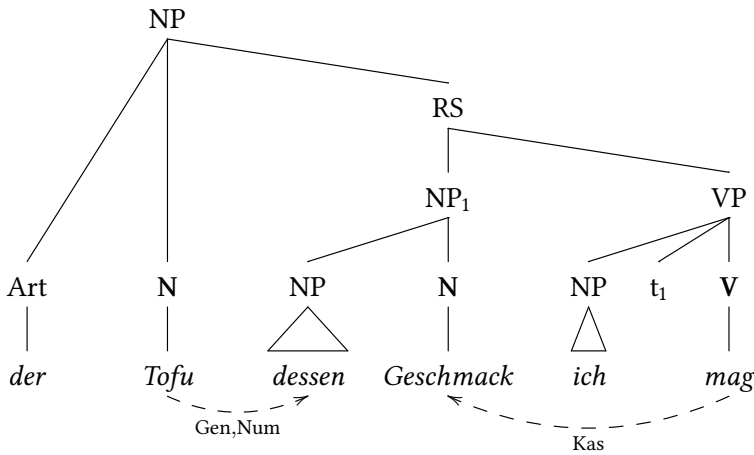 NP
RS
NP₁ VP
Art N NP N NP t₁ V
der Tofu dessen Geschmack ich mag
Gen,Num
Kas